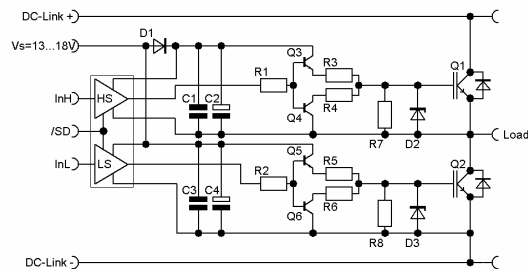 DC-Link +
Vs=13...18V
D1
Q3
R3
Q1
R1
InH
HS
C1
C2
R4
Q4
R7
D2
/SD
Load
Q5
R5
Q2
InL
LS
R2
C3
C4
R6
Q6
R8
D3
DC-Link -